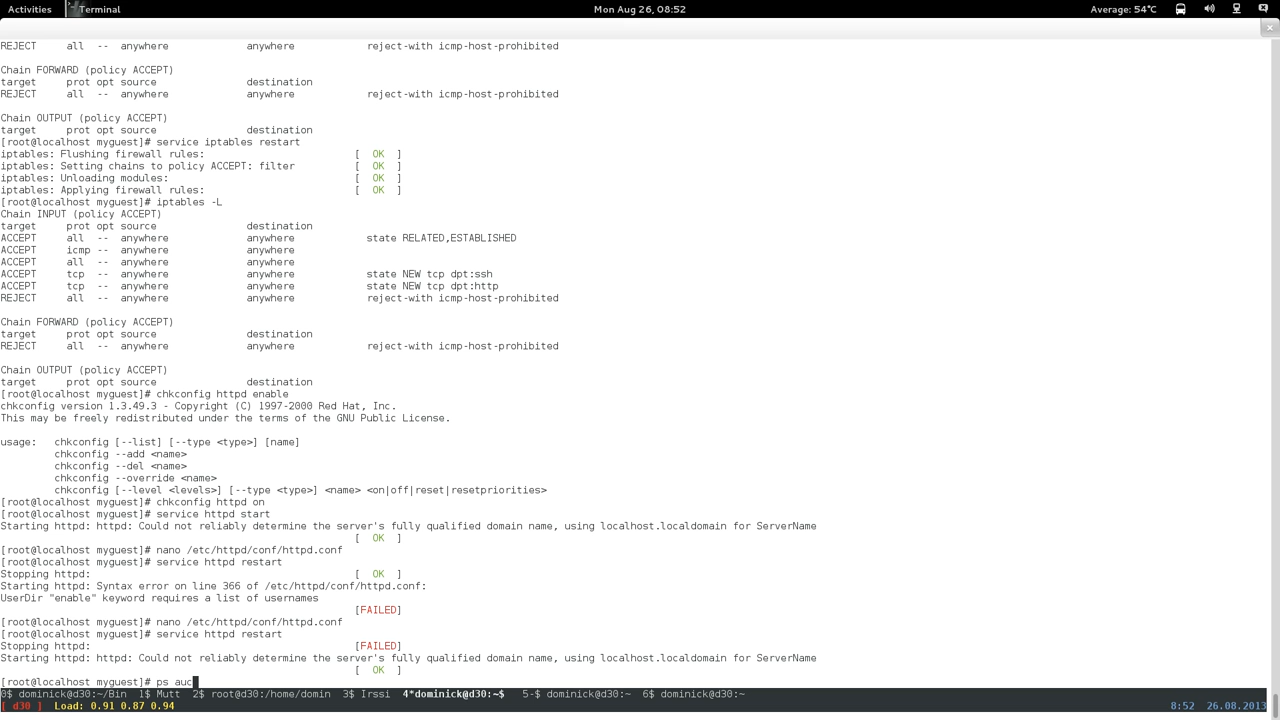 Activities Terminal Mon Aug 26, 08:52 Average: 54°C
REJECT     all  --  anywhere             anywhere            reject-with icmp-host-prohibited
Chain FORWARD (policy ACCEPT)
target     prot opt source               destination
REJECT     all  --  anywhere             anywhere            reject-with icmp-host-prohibited
Chain OUTPUT (policy ACCEPT)
target     prot opt source               destination
[root@localhost myguest]# service iptables restart
iptables: Flushing firewall rules:                         [  OK  ]
iptables: Setting chains to policy ACCEPT: filter          [  OK  ]
iptables: Unloading modules:                               [  OK  ]
iptables: Applying firewall rules:                         [  OK  ]
[root@localhost myguest]# iptables -L
Chain INPUT (policy ACCEPT)
target     prot opt source               destination
ACCEPT     all  --  anywhere             anywhere            state RELATED,ESTABLISHED
ACCEPT     icmp --  anywhere             anywhere
ACCEPT     all  --  anywhere             anywhere
ACCEPT     tcp  --  anywhere             anywhere            state NEW tcp dpt:ssh
ACCEPT     tcp  --  anywhere             anywhere            state NEW tcp dpt:http
REJECT     all  --  anywhere             anywhere            reject-with icmp-host-prohibited
Chain FORWARD (policy ACCEPT)
target     prot opt source               destination
REJECT     all  --  anywhere             anywhere            reject-with icmp-host-prohibited
Chain OUTPUT (policy ACCEPT)
target     prot opt source               destination
[root@localhost myguest]# chkconfig httpd enable
chkconfig version 1.3.49.3 - Copyright (C) 1997-2000 Red Hat, Inc.
This may be freely redistributed under the terms of the GNU Public License.
usage:   chkconfig [--list] [--type <type>] [name]
         chkconfig --add <name>
         chkconfig --del <name>
         chkconfig --override <name>
         chkconfig [--level <levels>] [--type <type>] <name> <on|off|reset|resetpriorities>
[root@localhost myguest]# chkconfig httpd on
[root@localhost myguest]# service httpd start
Starting httpd: httpd: Could not reliably determine the server's fully qualified domain name, using localhost.localdomain for ServerName
                                                           [  OK  ]
[root@localhost myguest]# nano /etc/httpd/conf/httpd.conf
[root@localhost myguest]# service httpd restart
Stopping httpd:                                            [  OK  ]
Starting httpd: Syntax error on line 366 of /etc/httpd/conf/httpd.conf:
UserDir "enable" keyword requires a list of usernames
                                                           [FAILED]
[root@localhost myguest]# nano /etc/httpd/conf/httpd.conf
[root@localhost myguest]# service httpd restart
Stopping httpd:                                            [FAILED]
Starting httpd: httpd: Could not reliably determine the server's fully qualified domain name, using localhost.localdomain for ServerName
                                                           [  OK  ]
[root@localhost myguest]# ps auc
0$ dominick@d30:~/Bin  1$ Mutt  2$ root@d30:/home/domin  3$ Irssi  4*dominick@d30:~$   5-$ dominick@d30:~  6$ dominick@d30:~
[ d30 ] Load: 0.91 0.87 0.94 8:52 26.08.2013